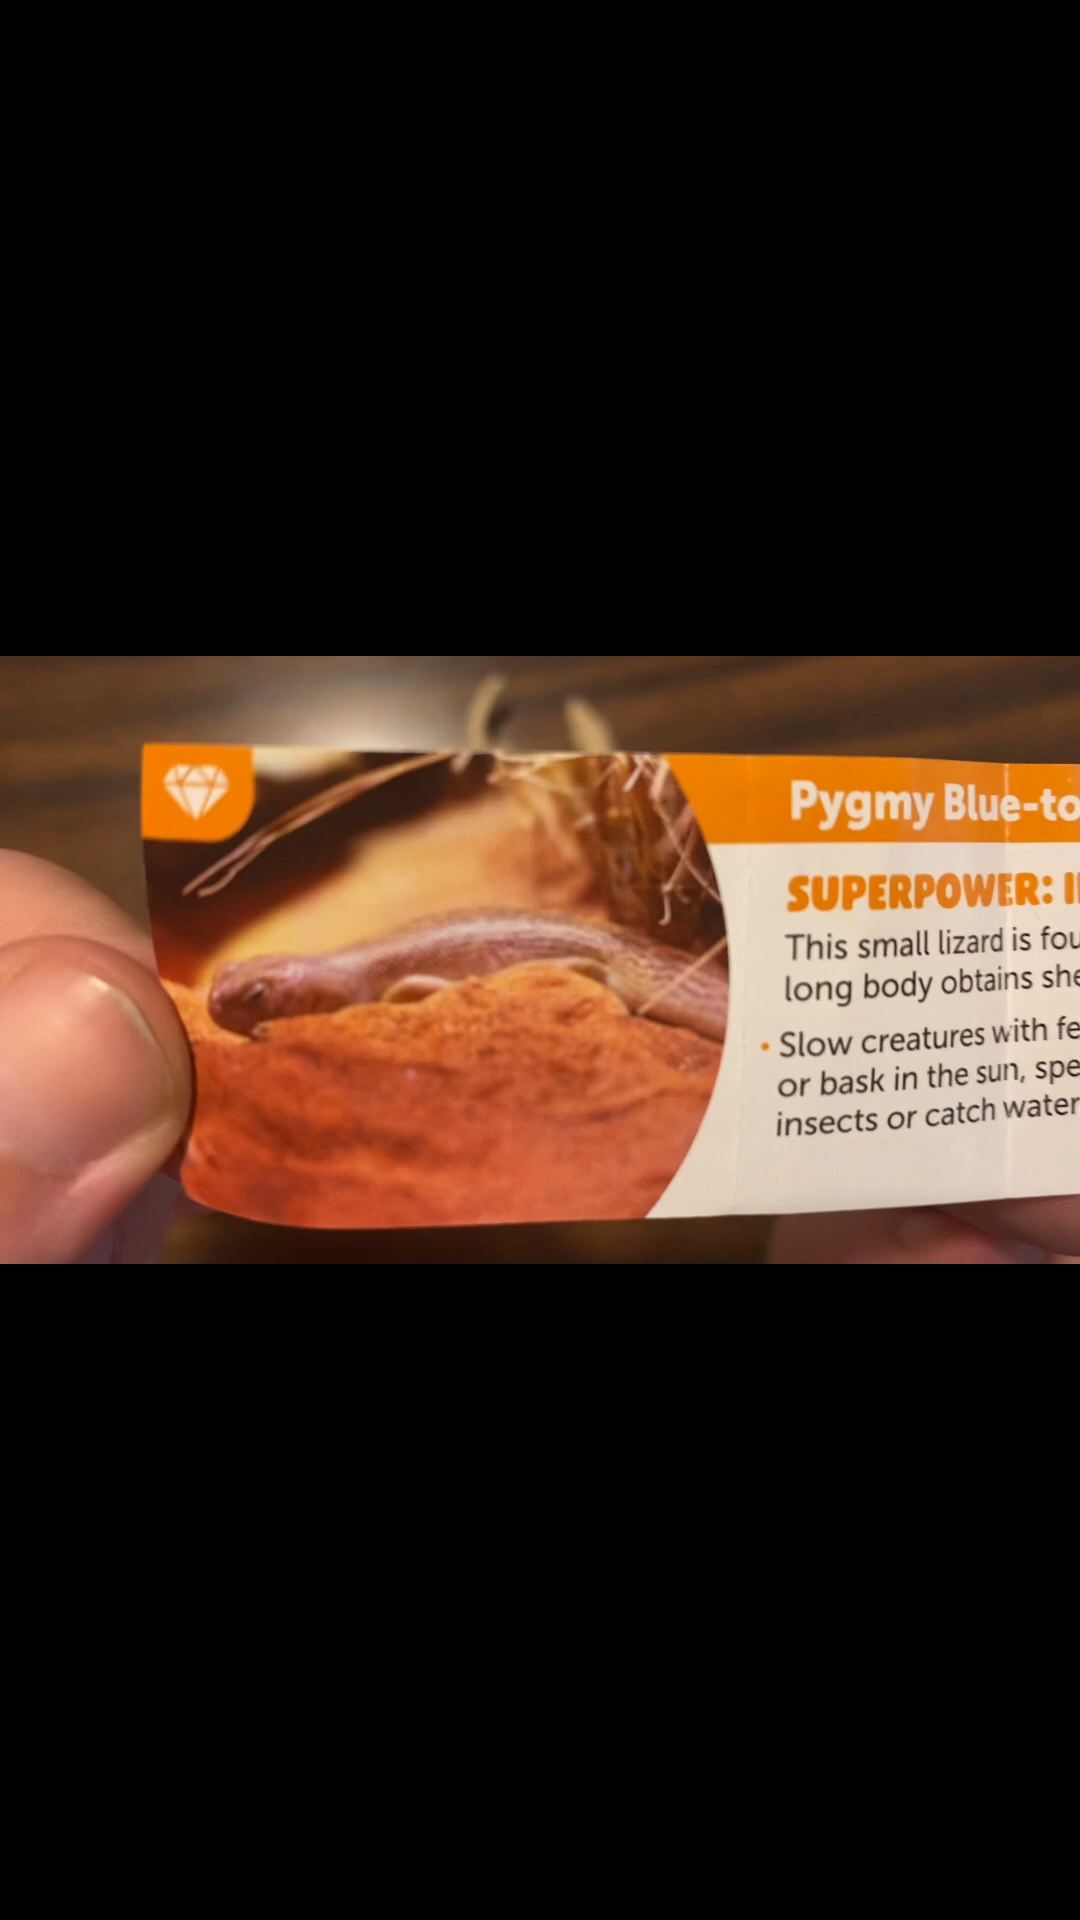 Pygmy Blue-to
SUPERPOWER: I
This small lizard is fou
long body obtains she
• Slow creatures with fe
or bask in the sun, spe
insects or catch water